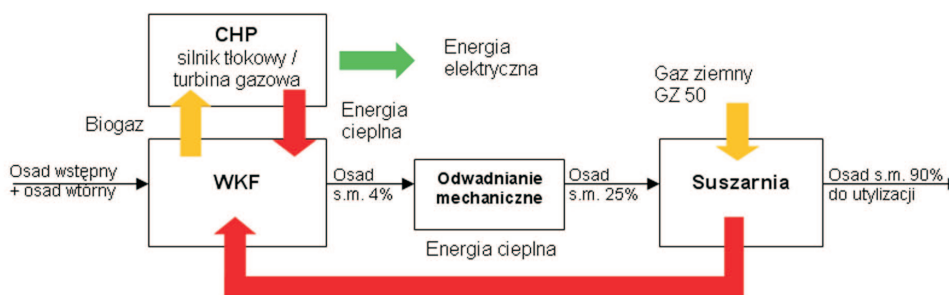 CHP
silnik tłokowy /
turbina gazowa
Energia
elektryczna
Gaz ziemny
GZ 50
Biogaz
Energia
cieplna
Osad wstępny
+ osad wtórny
WKF
Osad
s.m. 4%
Odwadnianie
mechaniczne
Osad
s.m. 25%
Suszarnia
Osad s.m. 90%
do utylizacji
Energia cieplna